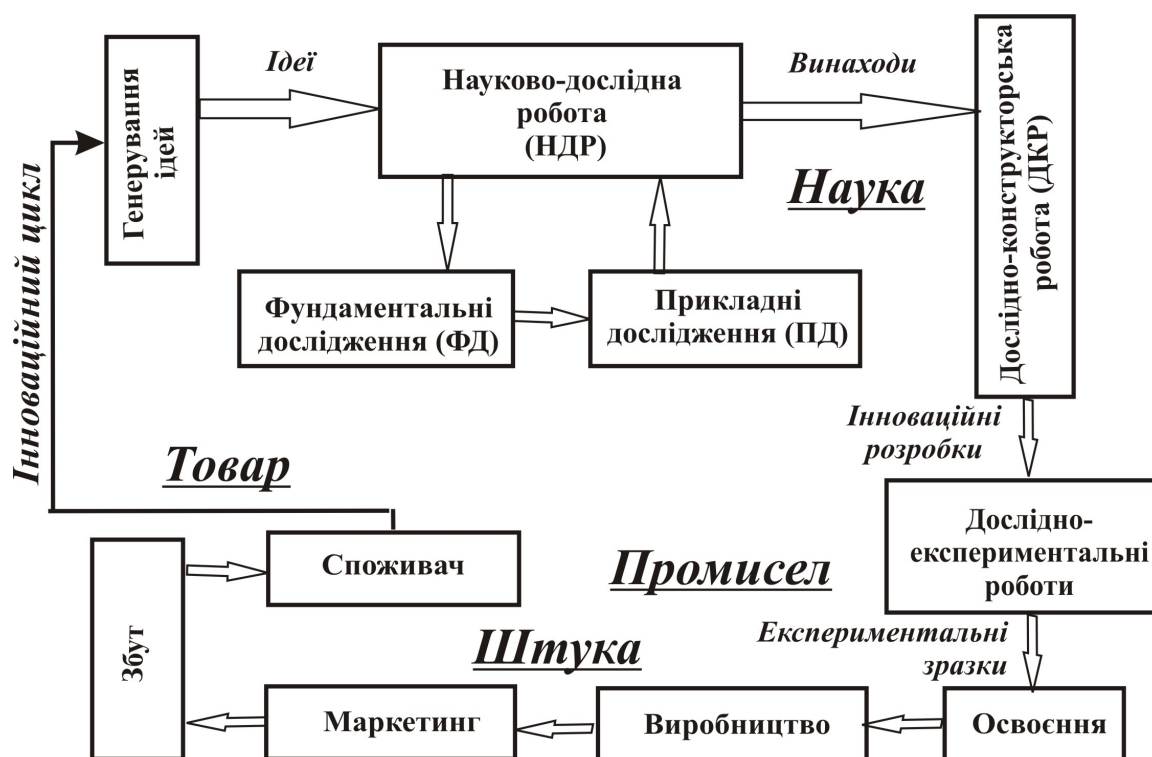 Генерування
ідей
Ідеї
Науково-дослідна
робота
(НДР)
Винаходи
Дослідно-конструкторська
робота (ДКР)
Наука
Інноваційний цикл
Фундаментальні
дослідження (ФД)
Прикладні
дослідження (ПД)
Інноваційні
розробки
Товар
Дослідно-
експериментальні
роботи
Споживач
Промисел
Збут
Штука
Експериментальні
зразки
Маркетинг
Виробництво
Освоєння